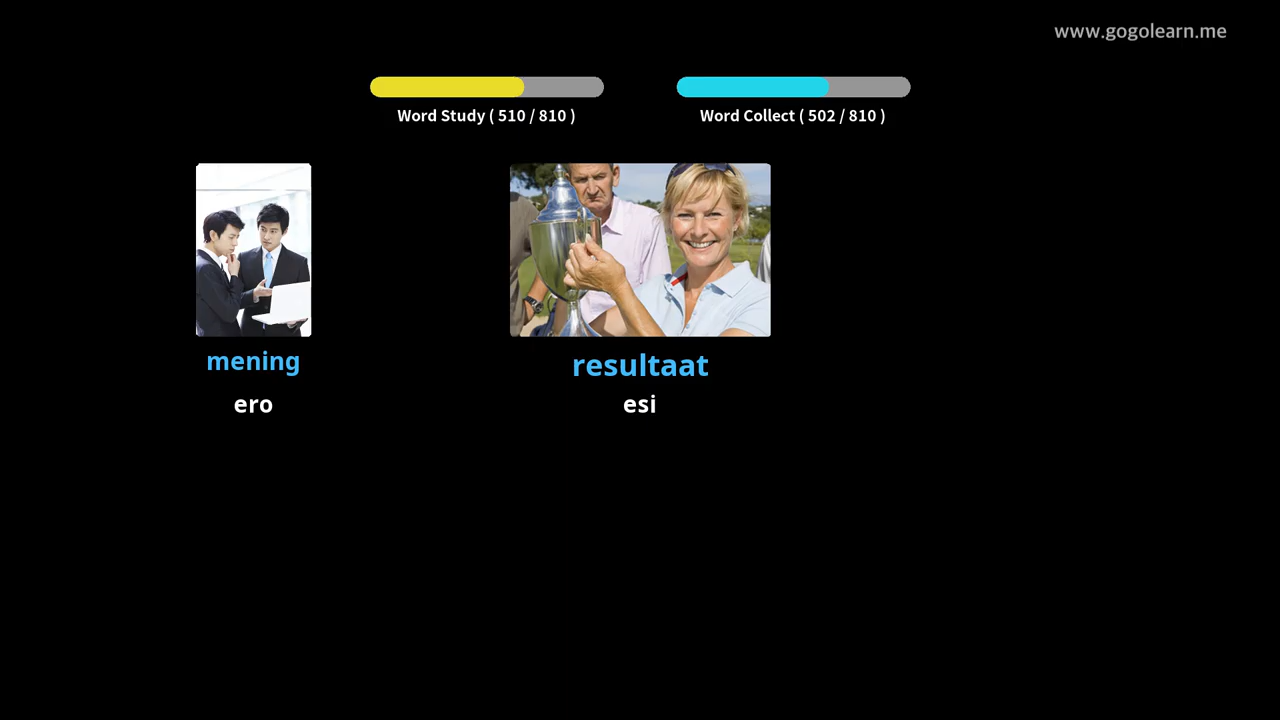 www.gogolearn.me
Word Study ( 510 / 810 )
Word Collect ( 502 / 810 )
mening
ero
resultaat
esi